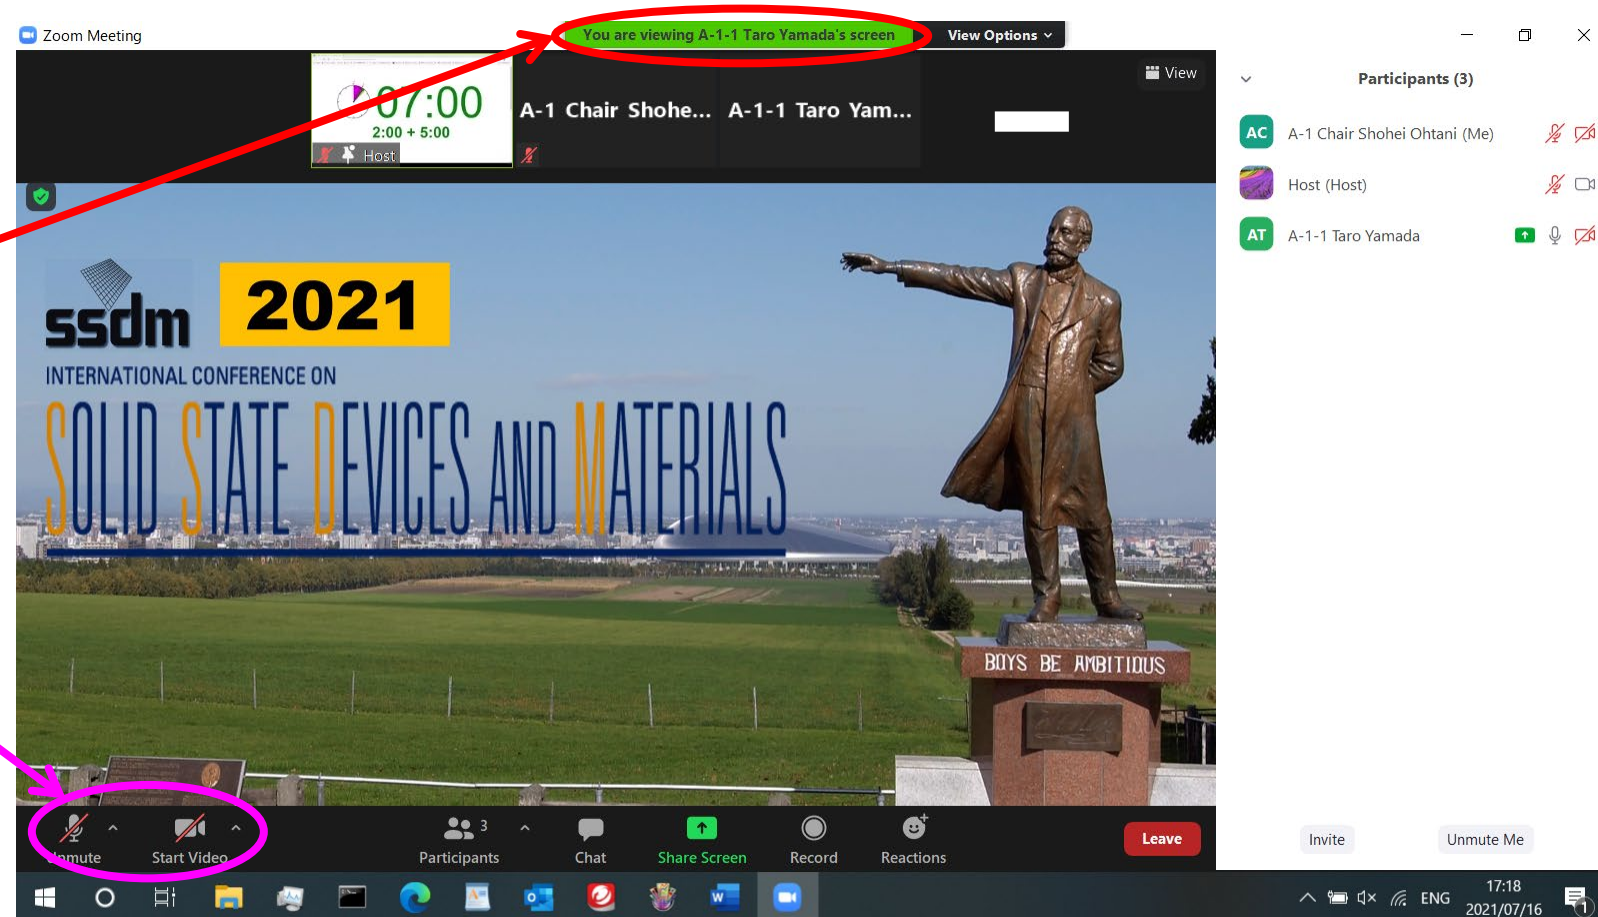 Zoom Meeting
You are viewing A-1-1 Taro Yamada's screen
View Options
07:00
2:00 + 5:00
Host
A-1 Chair Shohe...
A-1-1 Taro Yam...
View
Participants (3)
AC A-1 Chair Shohei Ohtani (Me)
Host (Host)
AT A-1-1 Taro Yamada
ssdm
2021
INTERNATIONAL CONFERENCE ON
SOLID STATE DEVICES AND MATERIALS
BOYS BE AMBITIOUS
Unmute
Start Video
3
Participants
Chat
Share Screen
Record
Reactions
Leave
Invite
Unmute Me
ENG
17:18
2021/07/16
1